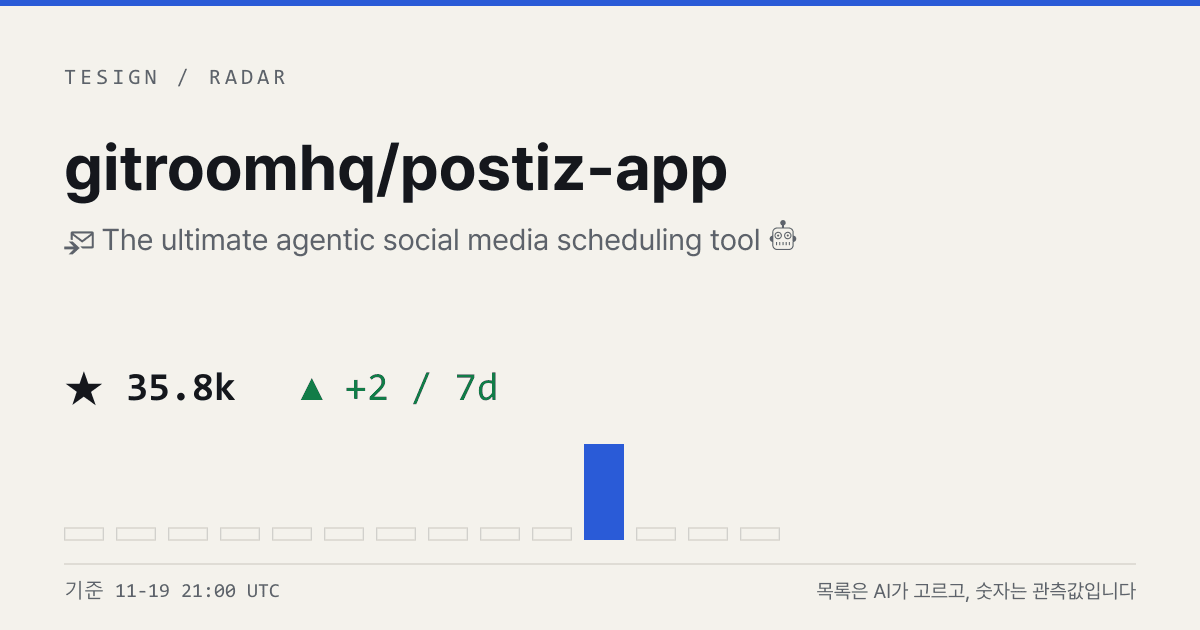 TESIGN / RADAR
gitroomhq/postiz-app
📨 The ultimate agentic social media scheduling tool 🤖
★ 35.8k ▲ +2 / 7d
기준 11-19 21:00 UTC
목록은 AI가 고르고, 숫자는 관측값입니다